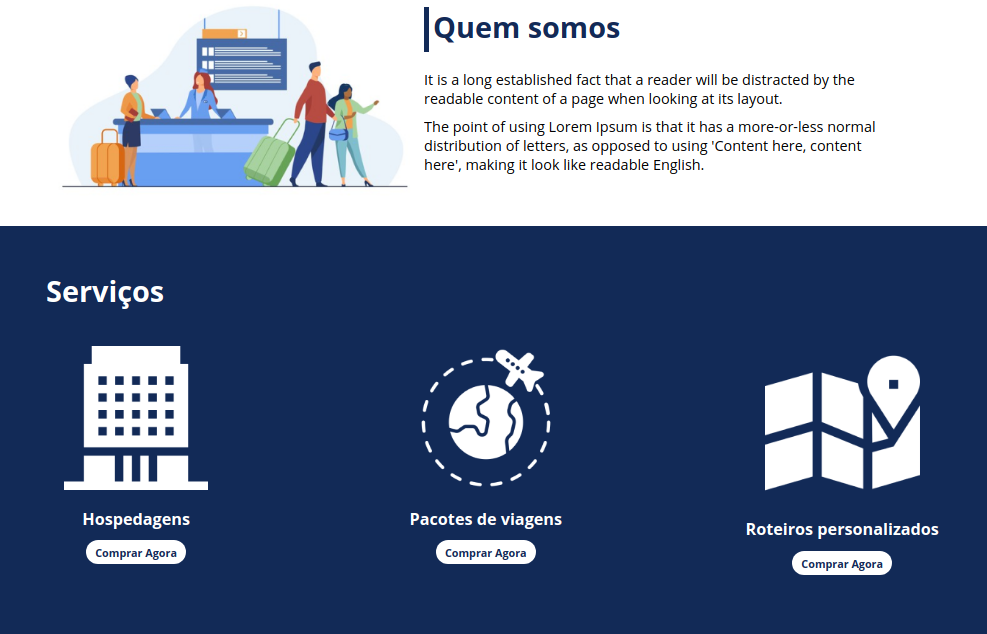 Quem somos
It is a long established fact that a reader will be distracted by the
readable content of a page when looking at its layout.
The point of using Lorem Ipsum is that it has a more-or-less normal
distribution of letters, as opposed to using 'Content here, content
here', making it look like readable English.
Serviços
Hospedagens
Pacotes de viagens
Roteiros personalizados
Comprar Agora
Comprar Agora
Comprar Agora